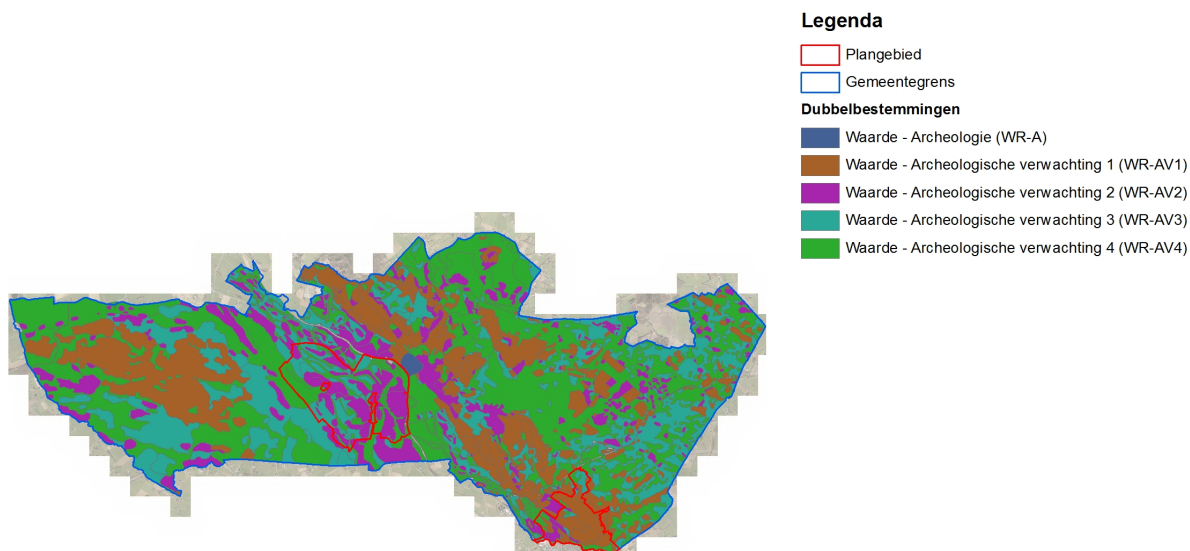 Legenda
Plangebied
Gemeentegrens
Dubbelbestemmingen
Waarde - Archeologie (WR-A)
Waarde - Archeologische verwachting 1 (WR-AV1)
Waarde - Archeologische verwachting 2 (WR-AV2)
Waarde - Archeologische verwachting 3 (WR-AV3)
Waarde - Archeologische verwachting 4 (WR-AV4)